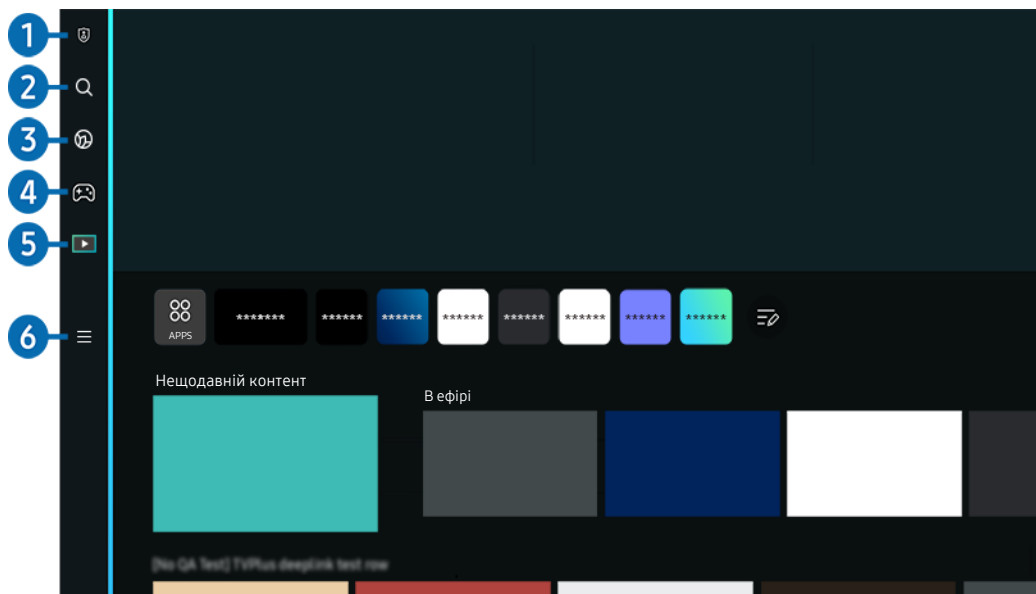 1
2
3
4
5
6
APPS
******* ****** ****** ****** ****** ****** ****** ******
Нещодавній контент
В ефірі
[No QA Test] TVPlus deeplink test row